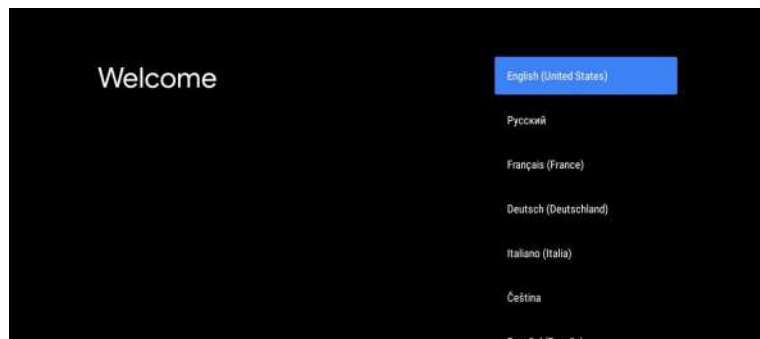 Welcome
English (United States)
Русский
Français (France)
Deutsch (Deutschland)
Italiano (Italia)
Čeština